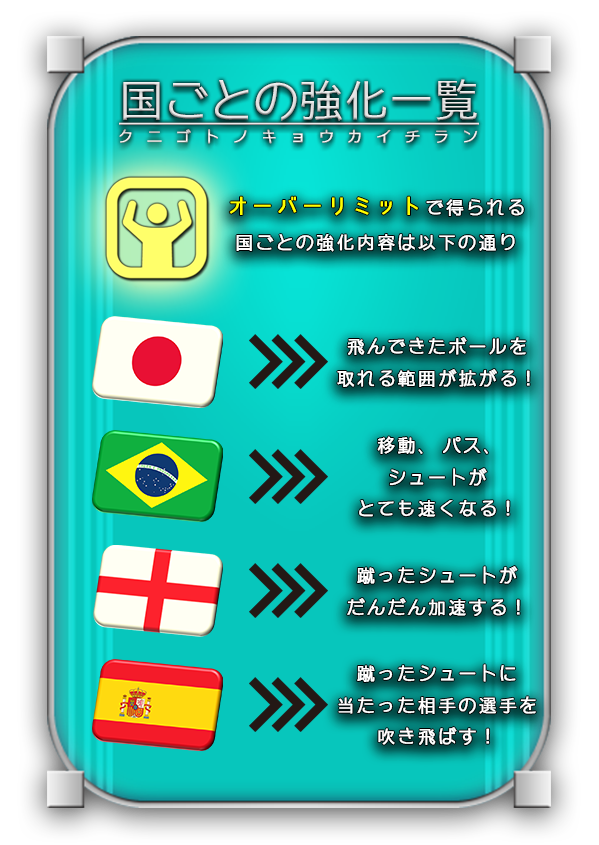 国ごとの強化一覧
クニゴトノキョウカイチラン
オーバーリミットで得られる
国ごとの強化内容は以下の通り
飛んできたボールを
取れる範囲が拡がる！
移動、パス、
シュートが
とても速くなる！
蹴ったシュートが
だんだん加速する！
蹴ったシュートに
当たった相手の選手を
吹き飛ばす！